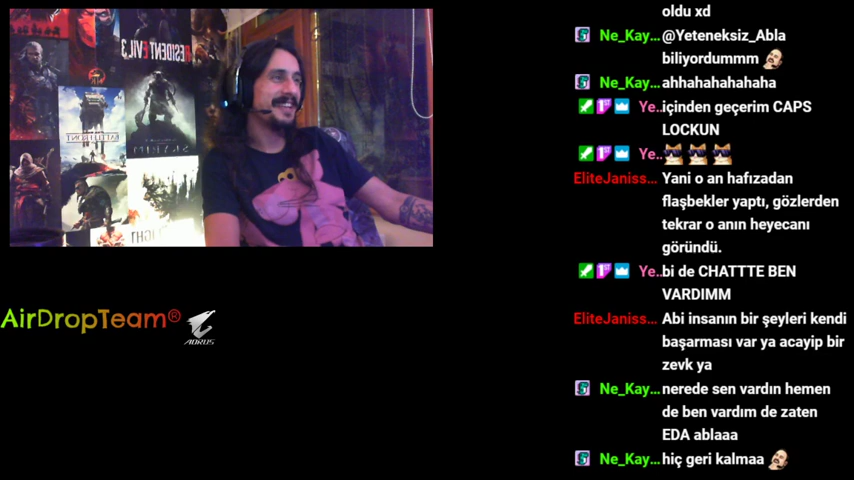 oldu xd
Ne_Kay... @Yeteneksiz_Abla
biliyordummm
Ne_Kay... ahhahahahahaha
Ye.. içinden geçerim CAPS
LOCKUN
Ye..
EliteJaniss... Yani o an hafızadan
flaşbekler yaptı, gözlerden
tekrar o anın heyecanı
göründü.
Ye.. bi de CHATTTE BEN
VARDIMM
EliteJaniss... Abi insanın bir şeyleri kendi
başarması var ya acayip bir
zevk ya
Ne_Kay... nerede sen vardın hemen
de ben vardım de zaten
EDA ablaaa
Ne_Kay... hiç geri kalmaa
RESIDENT EVIL 3
BATTLEFRONT
SKYRIM
LIGHT
AirDropTeam®
AORUS